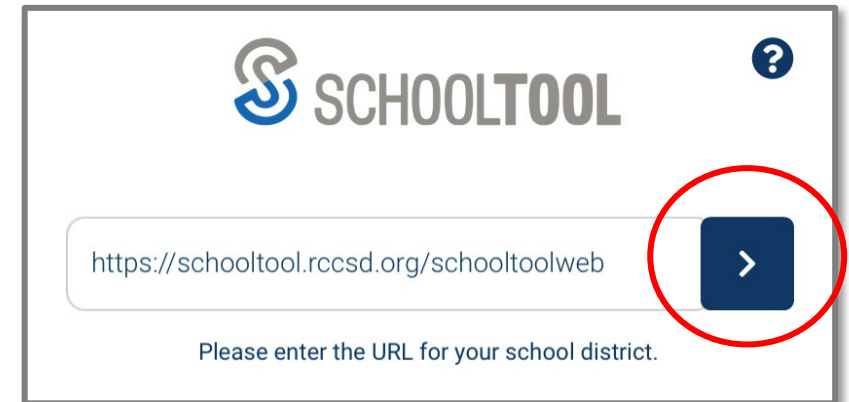 SCHOOLTOOL
?
https://schooltool.rccsd.org/schooltoolweb
Please enter the URL for your school district.